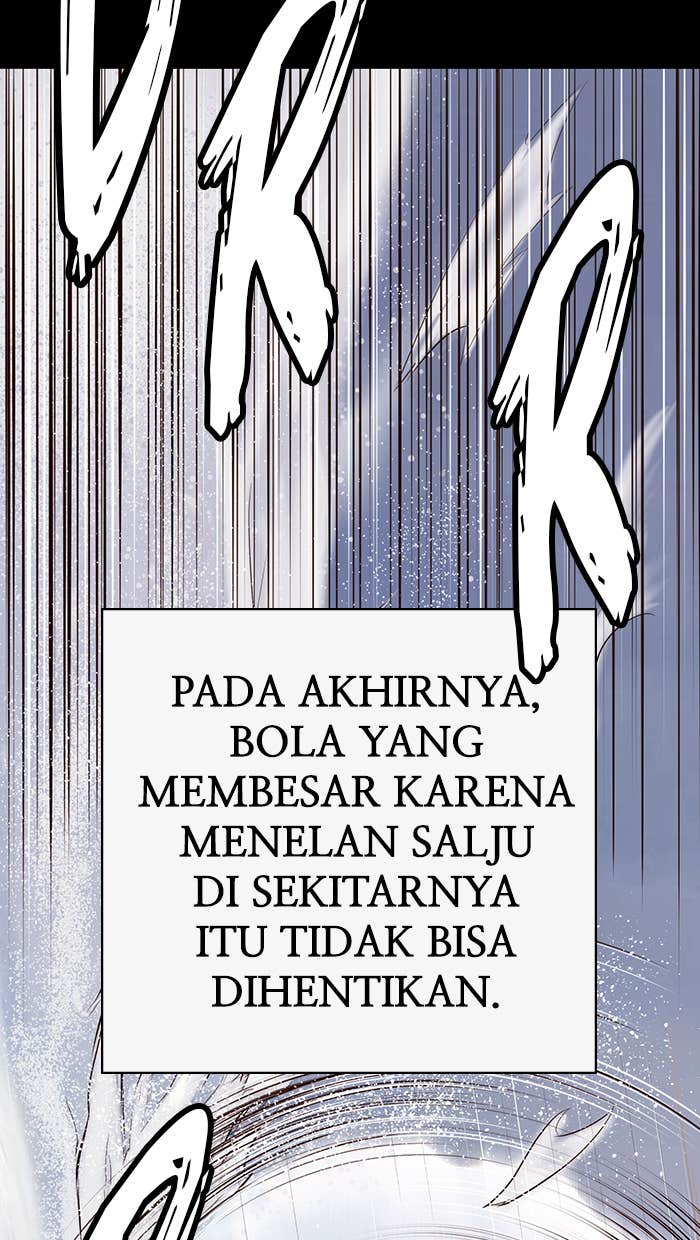 R
R
PADA AKHIRNYA,
BOLA YANG
MEMBESAR KARENA
MENELAN SALJU
DI SEKITARNYA
ITU TIDAK BISA
DIHENTIKAN.